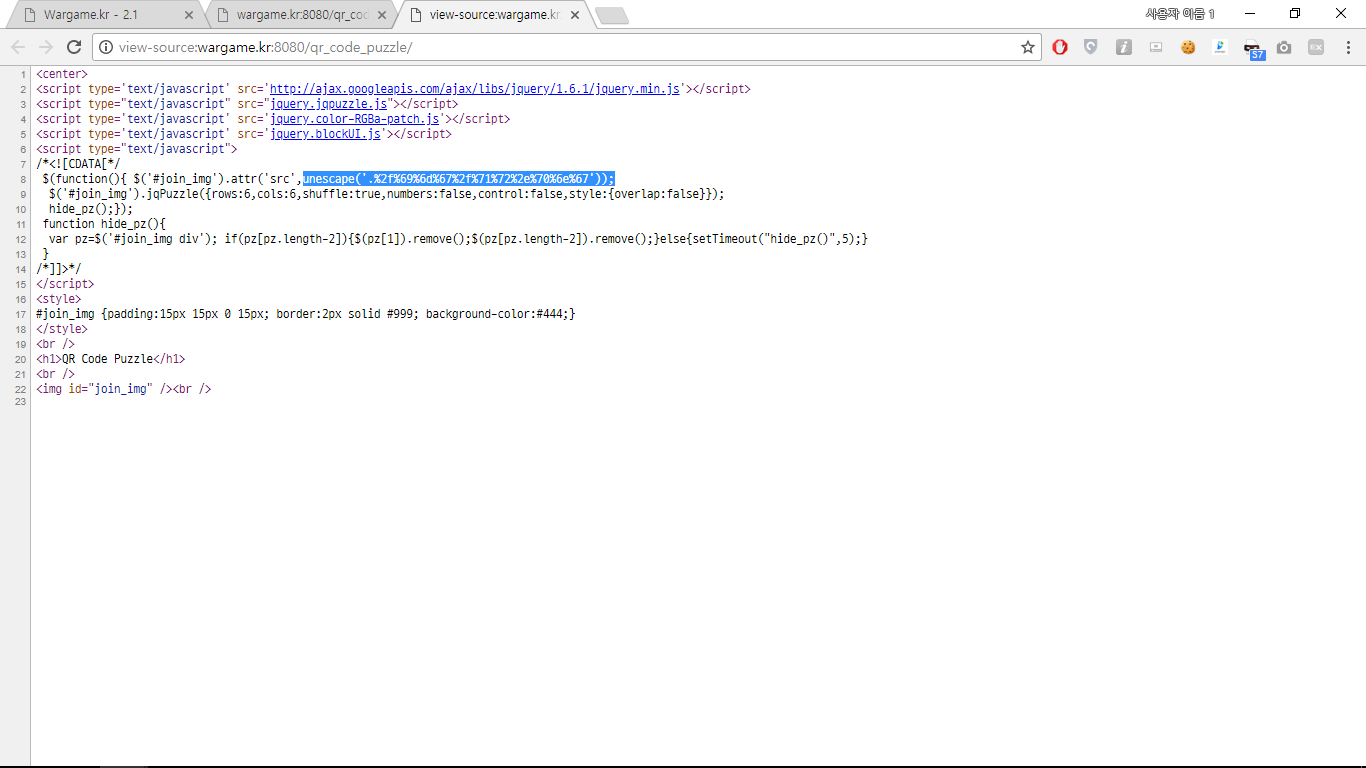 Wargame.kr - 2.1
wargame.kr:8080/qr_cod
view-source:wargame.kr
사용자 이름 1
view-source:wargame.kr:8080/qr_code_puzzle/
57
1 <center>
2 <script type='text/javascript' src='http://ajax.googleapis.com/ajax/libs/jquery/1.6.1/jquery.min.js'></script>
3 <script type="text/javascript" src="jquery.jqpuzzle.js"></script>
4 <script type='text/javascript' src='jquery.color-RGBa-patch.js'></script>
5 <script type='text/javascript' src='jquery.blockUI.js'></script>
6 <script type="text/javascript">
7 /*<![CDATA[*/
8 $(function(){ $('#join_img').attr('src',unescape('.%2f%69%6d%67%2f%71%72%2e%70%6e%67'));
9 $('#join_img').jqPuzzle({rows:6,cols:6,shuffle:true,numbers:false,control:false,style:{overlap:false}});
10 hide_pz();});
11 function hide_pz(){
12 var pz=$('#join_img div'); if(pz[pz.length-2]){$(pz[1]).remove();$(pz[pz.length-2]).remove();}else{setTimeout("hide_pz()",5);}
13 }
14 /*]]>*/
15 </script>
16 <style>
17 #join_img {padding:15px 15px 0 15px; border:2px solid #999; background-color:#444;}
18 </style>
19 <br />
20 <h1>QR Code Puzzle</h1>
21 <br />
22 <img id="join_img" /><br />
23